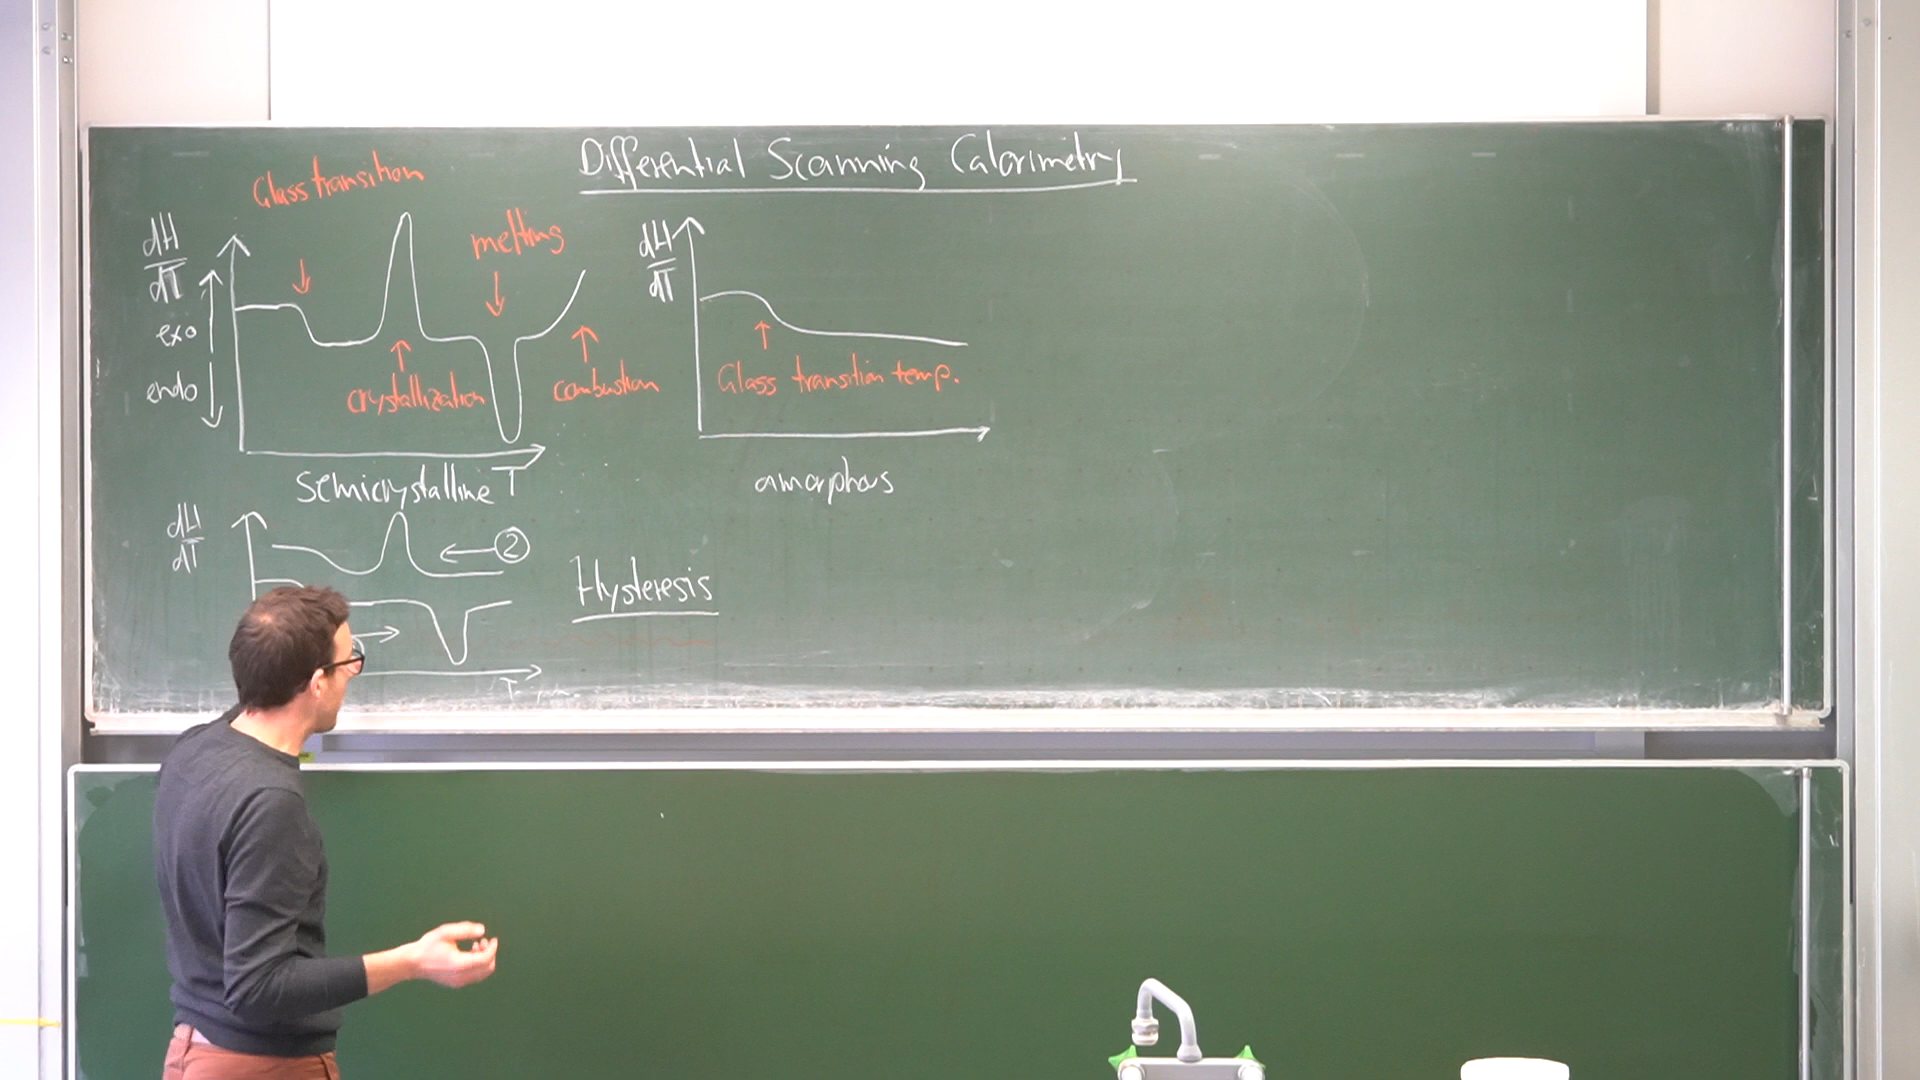 Differential Scanning Calorimetry
Glass transition
melting
dH
dT
exo
endo
crystallization
combustion
T
semicrystalline
dH
dT
Glass transition temp.
amorphous
dH
dT
2
Hysteresis